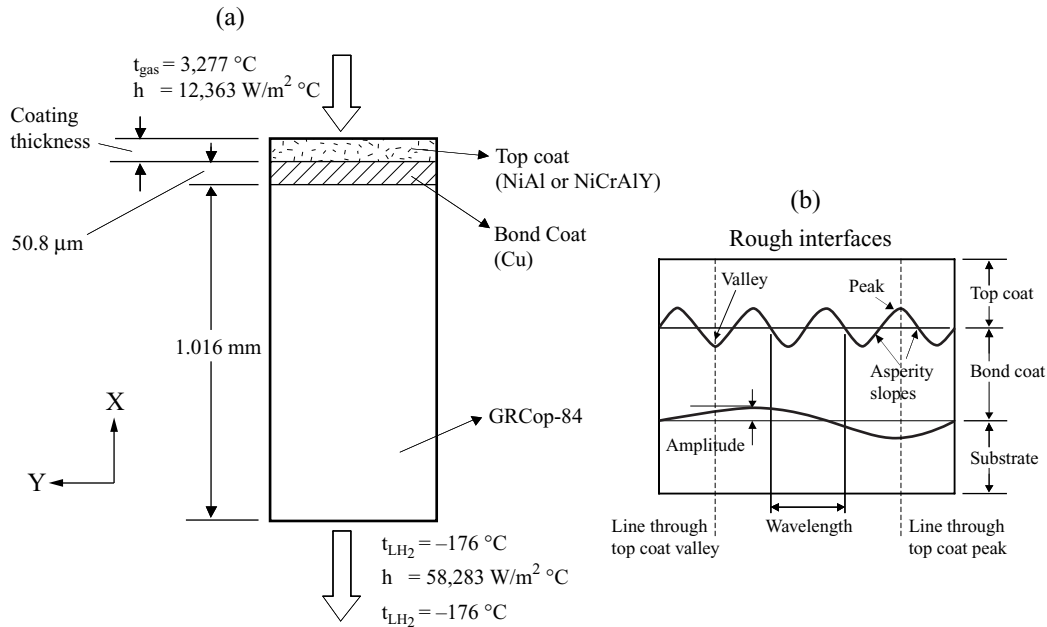 (a)
t_gas = 3,277 °C
h = 12,363 W/m² °C
Coating
thickness
50.8 μm
1.016 mm
Top coat
(NiAl or NiCrAlY)
Bond Coat
(Cu)
GRCop-84
X
Y
t_LH₂ = –176 °C
h = 58,283 W/m² °C
t_LH₂ = –176 °C
(b)
Rough interfaces
Valley
Peak
Top coat
Asperity
slopes
Bond coat
Amplitude
Substrate
Wavelength
Line through
top coat valley
Line through
top coat peak